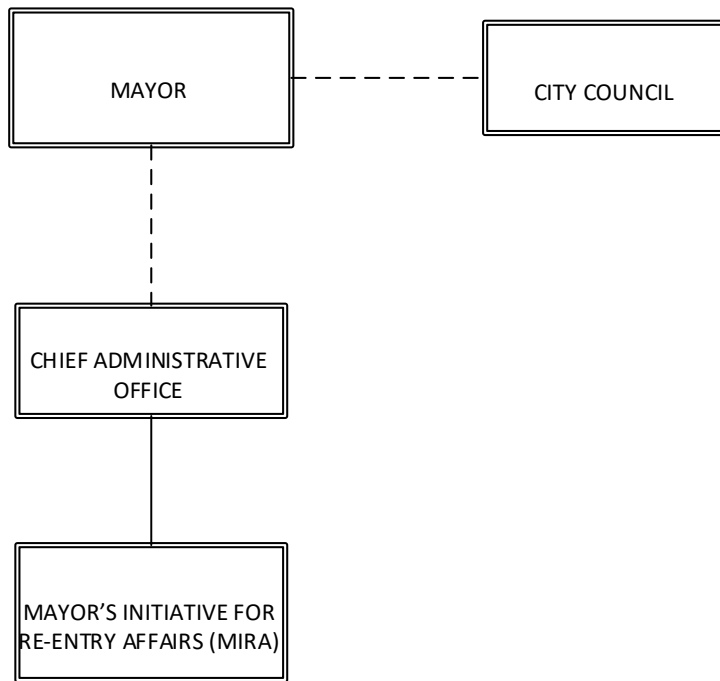 MAYOR
CITY COUNCIL
CHIEF ADMINISTRATIVE
OFFICE
MAYOR’S INITIATIVE FOR
RE-ENTRY AFFAIRS (MIRA)